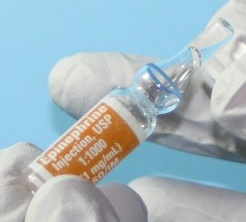 Epinephrine
Injection, USP
1:1000
(1 mg/mL)